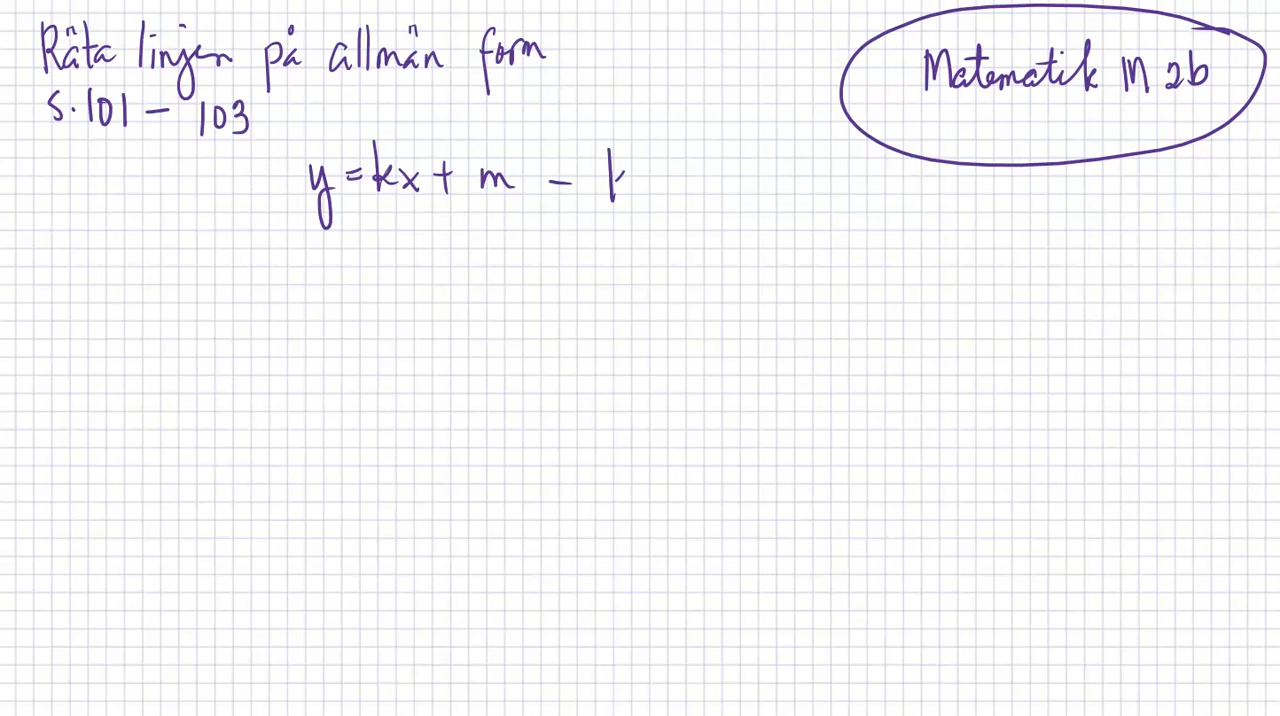 Räta linjen på allmän form
s. 101 - 103
Matematik M 2b
y = kx + m -